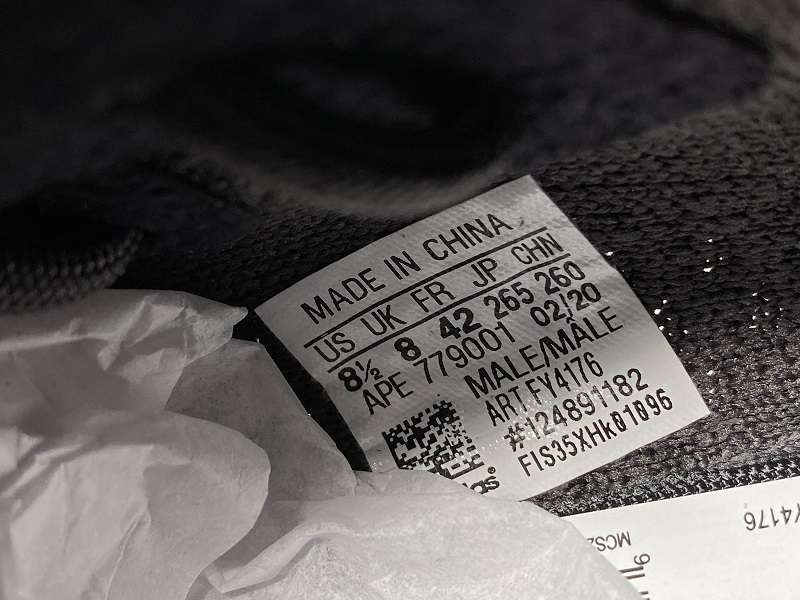 MADE IN CHINA
US UK FR JP CHN
8½ 8 42 265 260
APE 779001 02/20
MALE/MÂLE
ART FY4176
#124891182
FIS35XHk01096